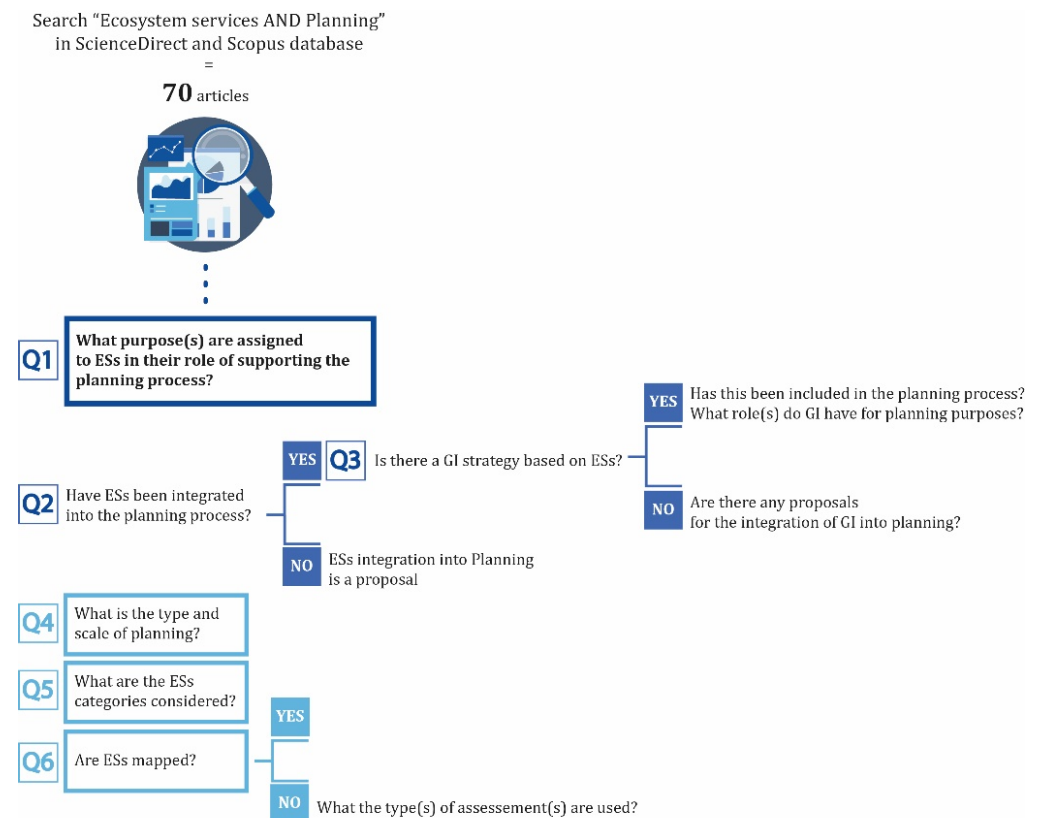 Search “Ecosystem services AND Planning”
in ScienceDirect and Scopus database
=
70 articles
Q1
What purpose(s) are assigned
to ESs in their role of supporting the
planning process?
Q2
Have ESs been integrated
into the planning process?
YES
Q3
Is there a GI strategy based on ESs?
YES
Has this been included in the planning process?
What role(s) do GI have for planning purposes?
NO
Are there any proposals
for the integration of GI into planning?
NO
ESs integration into Planning
is a proposal
Q4
What is the type and
scale of planning?
Q5
What are the ESs
categories considered?
Q6
Are ESs mapped?
YES
NO
What the type(s) of assessement(s) are used?